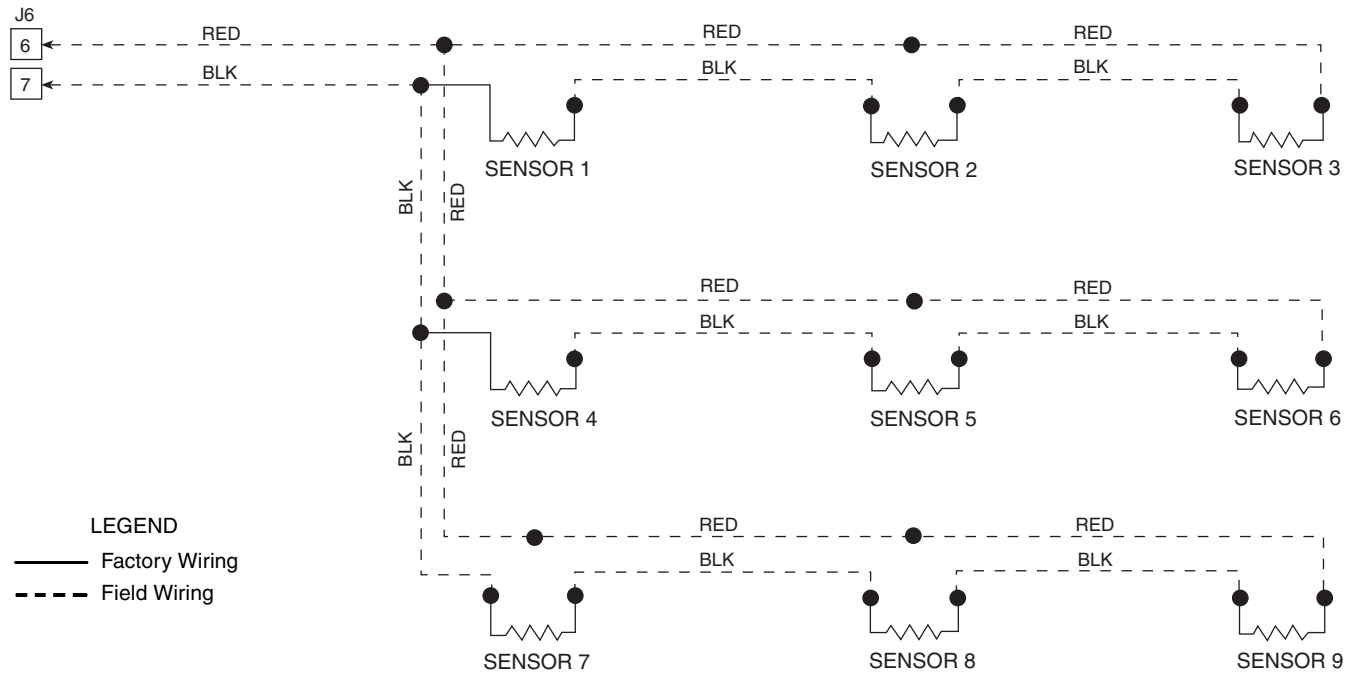 J6
6
RED
RED
RED
7
BLK
BLK
BLK
SENSOR 1
SENSOR 2
SENSOR 3
BLK
RED
RED
RED
BLK
BLK
SENSOR 4
SENSOR 5
SENSOR 6
BLK
RED
RED
RED
BLK
BLK
SENSOR 7
SENSOR 8
SENSOR 9
LEGEND
Factory Wiring
Field Wiring